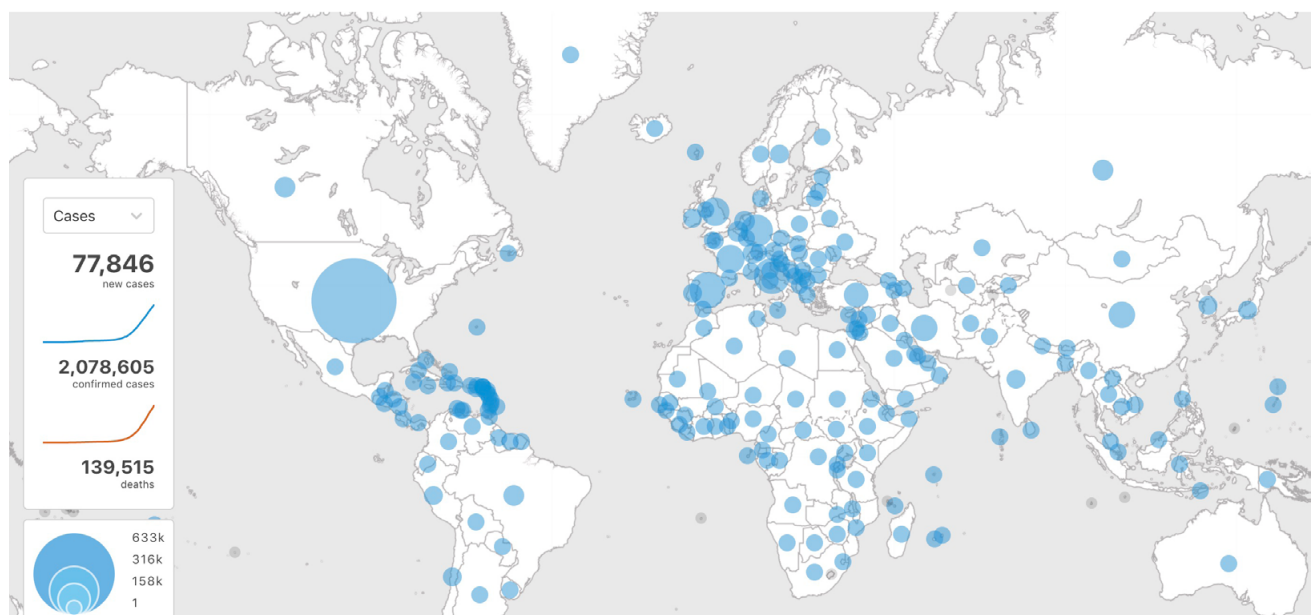 Cases
77,846
new cases
2,078,605
confirmed cases
139,515
deaths
633k
316k
158k
1